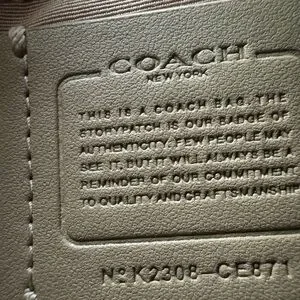 COACH
NEW YORK
THIS IS A COACH BAG. THE
STORYPATCH IS OUR BADGE OF
AUTHENTICITY. FEW PEOPLE MAY
SEE IT, BUT IT WILL ALWAYS BE A
REMINDER OF OUR COMMITMENT
TO QUALITY AND CRAFTSMANSHIP
Nº K2308-CE871